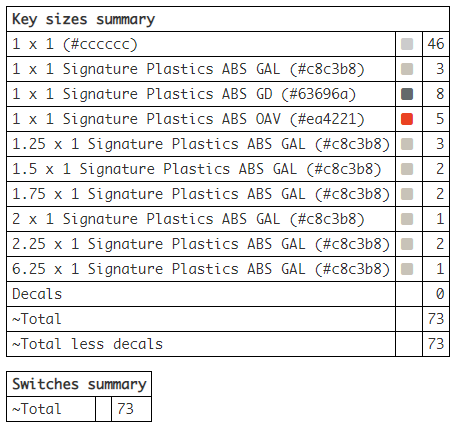 Key sizes summary
1 x 1 (#cccccc) 46
1 x 1 Signature Plastics ABS GAL (#c8c3b8) 3
1 x 1 Signature Plastics ABS GD (#63696a) 8
1 x 1 Signature Plastics ABS OAV (#ea4221) 5
1.25 x 1 Signature Plastics ABS GAL (#c8c3b8) 3
1.5 x 1 Signature Plastics ABS GAL (#c8c3b8) 2
1.75 x 1 Signature Plastics ABS GAL (#c8c3b8) 2
2 x 1 Signature Plastics ABS GAL (#c8c3b8) 1
2.25 x 1 Signature Plastics ABS GAL (#c8c3b8) 2
6.25 x 1 Signature Plastics ABS GAL (#c8c3b8) 1
Decals 0
~Total 73
~Total less decals 73
Switches summary
~Total 73